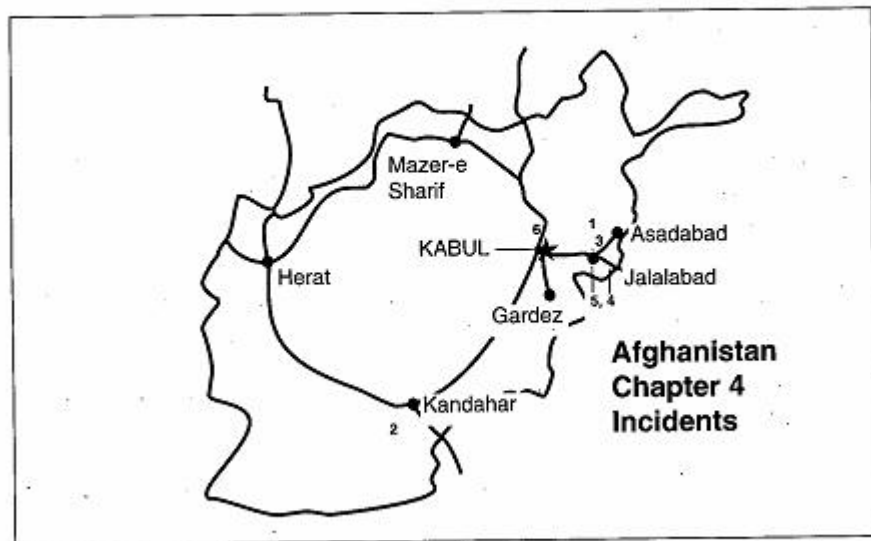 Mazer-e
Sharif
1
Asadabad
6
3
KABUL
Jalalabad
Herat
5, 4
Gardez
Afghanistan
Chapter 4
Incidents
Kandahar
2